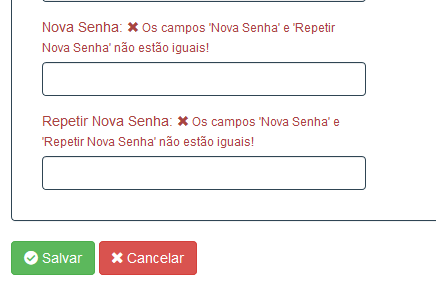 Nova Senha: ✖ Os campos 'Nova Senha' e 'Repetir
Nova Senha' não estão iguais!
Repetir Nova Senha: ✖ Os campos 'Nova Senha' e
'Repetir Nova Senha' não estão iguais!
Salvar
Cancelar